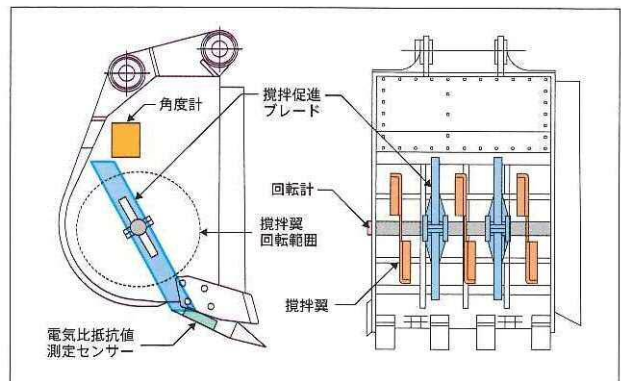 角度計
攪拌促進
ブレード
回転計
攪拌翼
回転範囲
攪拌翼
電気比抵抗値
測定センサー